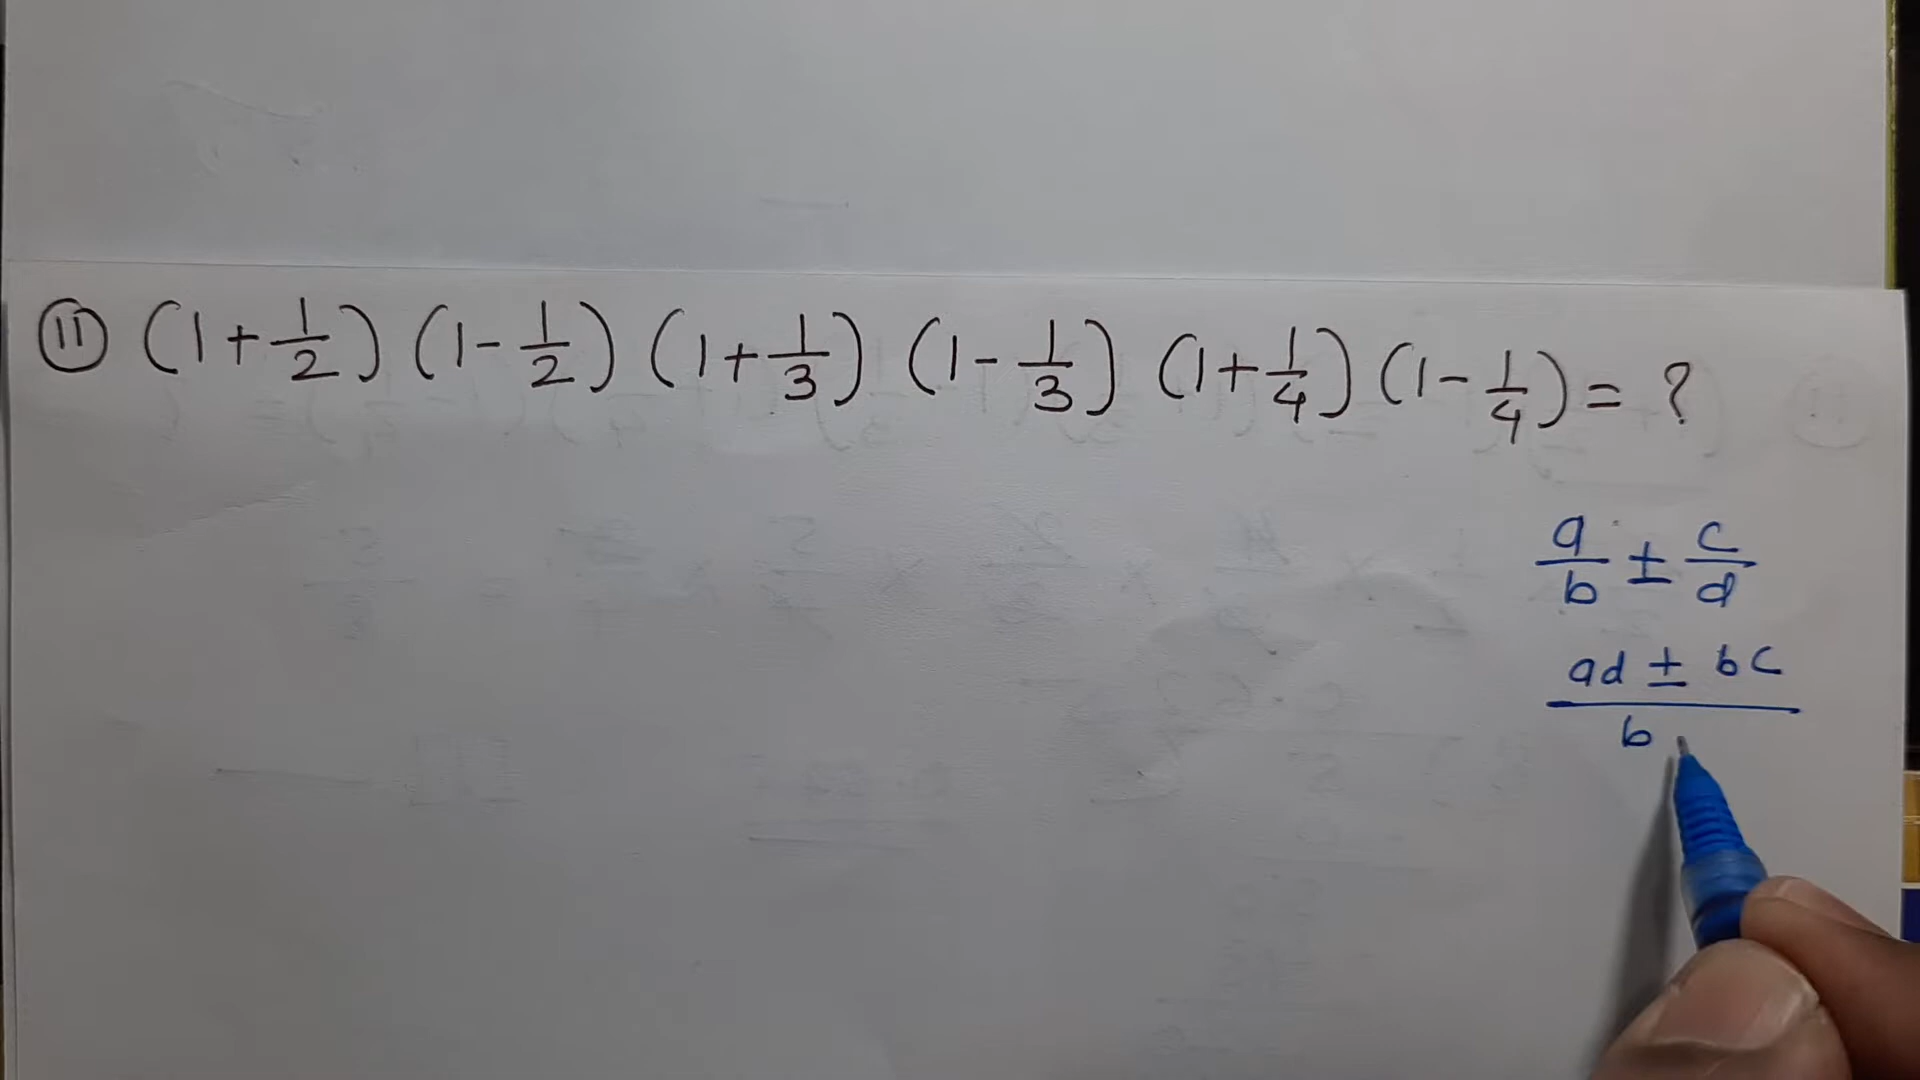 ⑪ (1+1/2) (1-1/2) (1+1/3) (1-1/3) (1+1/4) (1-1/4) = ?
a/b ± c/d
ad ± bc
b